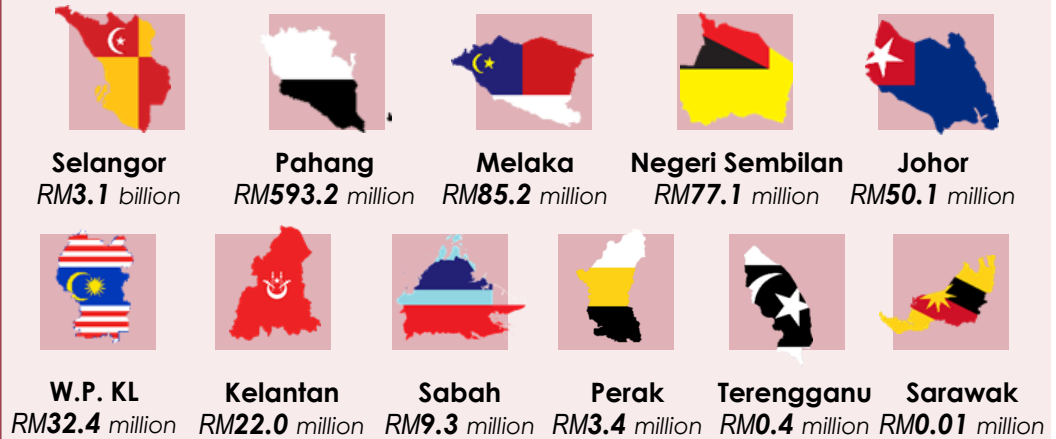 Selangor Pahang Melaka Negeri Sembilan Johor
RM3.1 billion RM593.2 million RM85.2 million RM77.1 million RM50.1 million
W.P. KL Kelantan Sabah Perak Terengganu Sarawak
RM32.4 million RM22.0 million RM9.3 million RM3.4 million RM0.4 million RM0.01 million